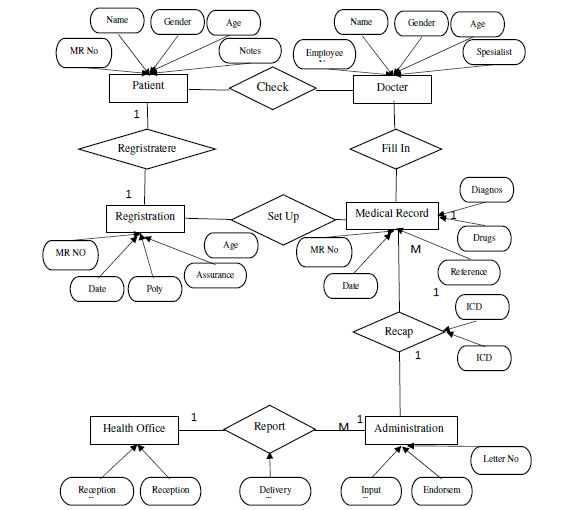 Name
Gender
Age
MR No
Notes
Patient
Check
Name
Gender
Age
Employee
Spesialist
Docter
1
Regristratere
Fill In
1
Regristration
Set Up
Medical Record
Diagnos
1
Drugs
Reference
MR NO
Date
Poly
Age
Assurance
MR No
Date
M
1
Recap
ICD
ICD
1
Health Office
1
Report
M
1
Administration
Reception
Reception
Delivery
Input
Endorsem
Letter No